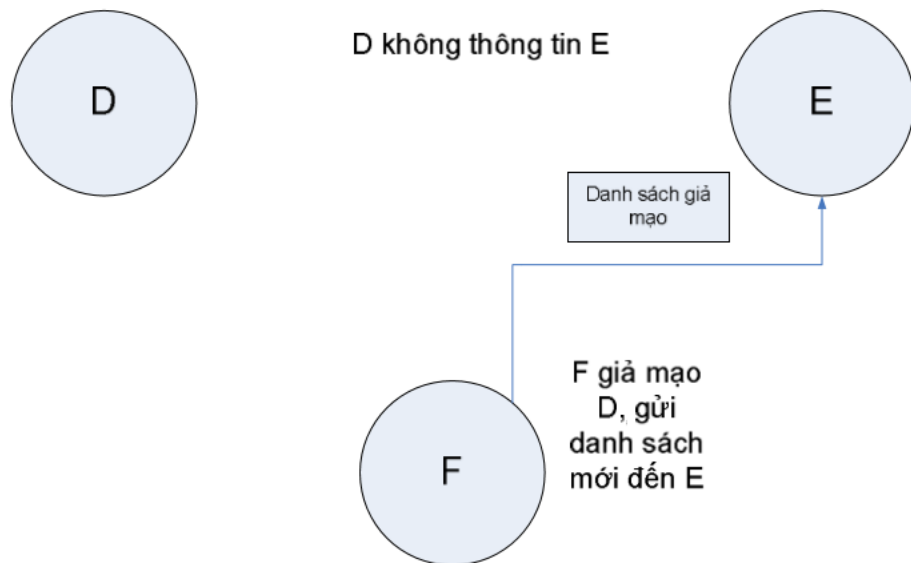 D không thông tin E
D
E
Danh sách giả
mạo
F giả mạo
D, gửi
danh sách
mới đến E
F